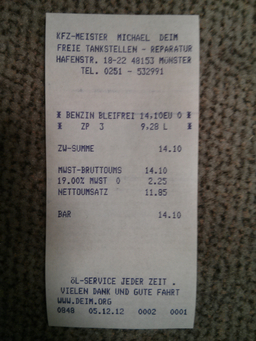 KFZ-MEISTER MICHAEL DEIM
FREIE TANKSTELLEN - REPARATUR
HAFENSTR. 18-22 48153 MÜNSTER
TEL. 0251 - 532991
* BENZIN BLEIFREI 14,10EU 0 *
* ZP 3 9,28 L *
ZW-SUMME 14.10
MWST-BRUTTOUMS 14.10
19.00% MWST 0 2.25
NETTOUMSATZ 11.85
BAR 14.10
ÖL-SERVICE JEDER ZEIT .
VIELEN DANK UND GUTE FAHRT
WWW.DEIM.ORG
0848 05.12.12 0002 0001